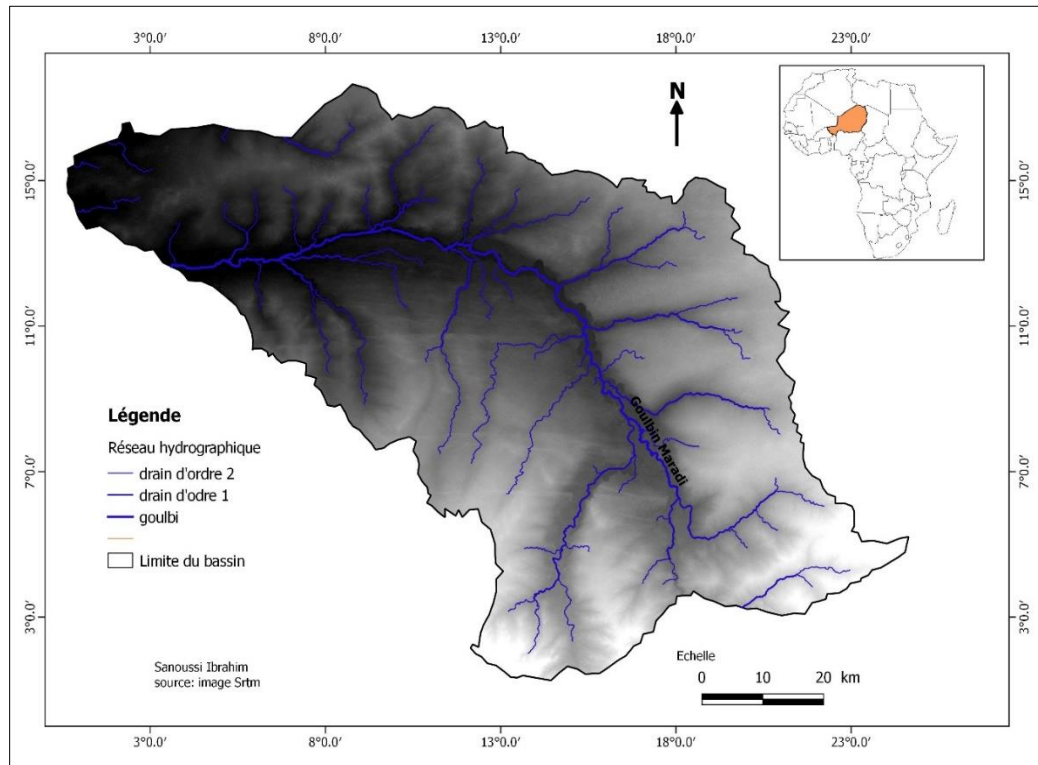 3°0.0' 8°0.0' 13°0.0' 18°0.0' 23°0.0'
N
15°0.0' 15°0.0'
11°0.0' 11°0.0'
Goulbin Maradi
Légende
Réseau hydrographique
7°0.0' 7°0.0'
drain d'ordre 2
drain d'odre 1
goulbi
Limite du bassin
3°0.0' 3°0.0'
Sanoussi Ibrahim
source: image Srtm
Echelle
0 10 20 km
3°0.0' 8°0.0' 13°0.0' 18°0.0' 23°0.0'